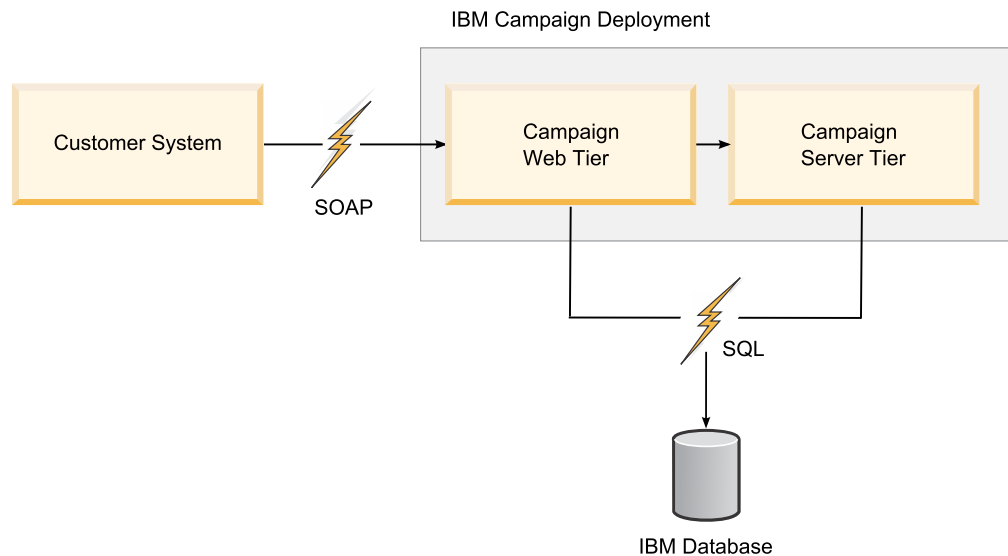 IBM Campaign Deployment
Customer System
SOAP
Campaign
Web Tier
Campaign
Server Tier
SQL
IBM Database